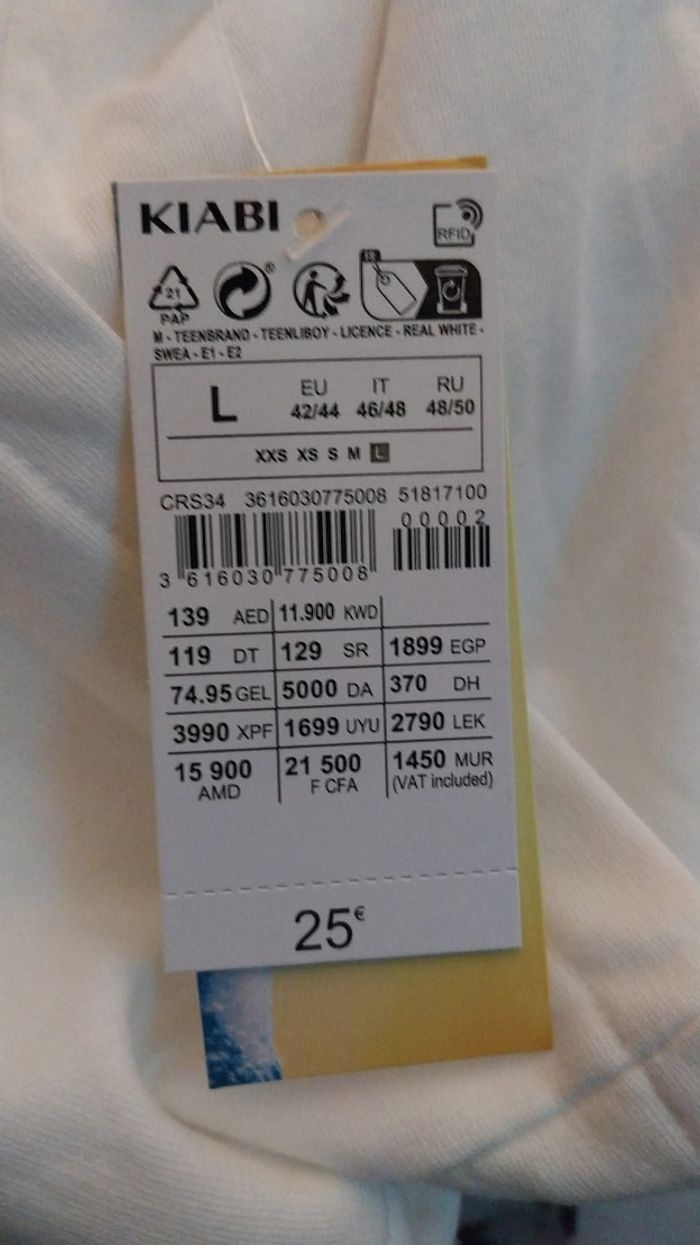 KIABI
RFID
21
PAP
®
FR
M - TEENBRAND - TEENLIBOY - LICENCE - REAL WHITE -
SWEA - E1 - E2
L EU IT RU
42/44 46/48 48/50
XXS XS S M L
CRS34 3616030775008 51817100
00002
3 616030 775008
139 AED 11.900 KWD
119 DT 129 SR 1899 EGP
74.95 GEL 5000 DA 370 DH
3990 XPF 1699 UYU 2790 LEK
15 900 21 500 1450 MUR
AMD F CFA (VAT included)
25€